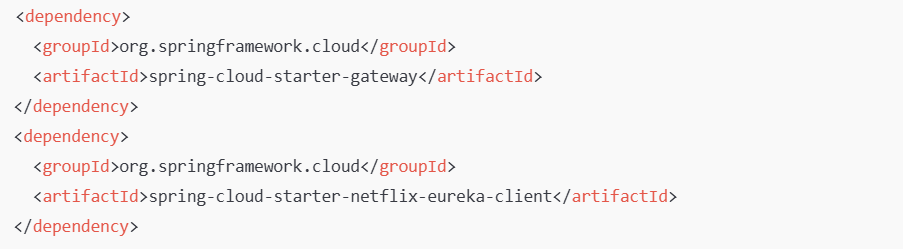 <dependency>
<groupId>org.springframework.cloud</groupId>
<artifactId>spring-cloud-starter-gateway</artifactId>
</dependency>
<dependency>
<groupId>org.springframework.cloud</groupId>
<artifactId>spring-cloud-starter-netflix-eureka-client</artifactId>
</dependency>